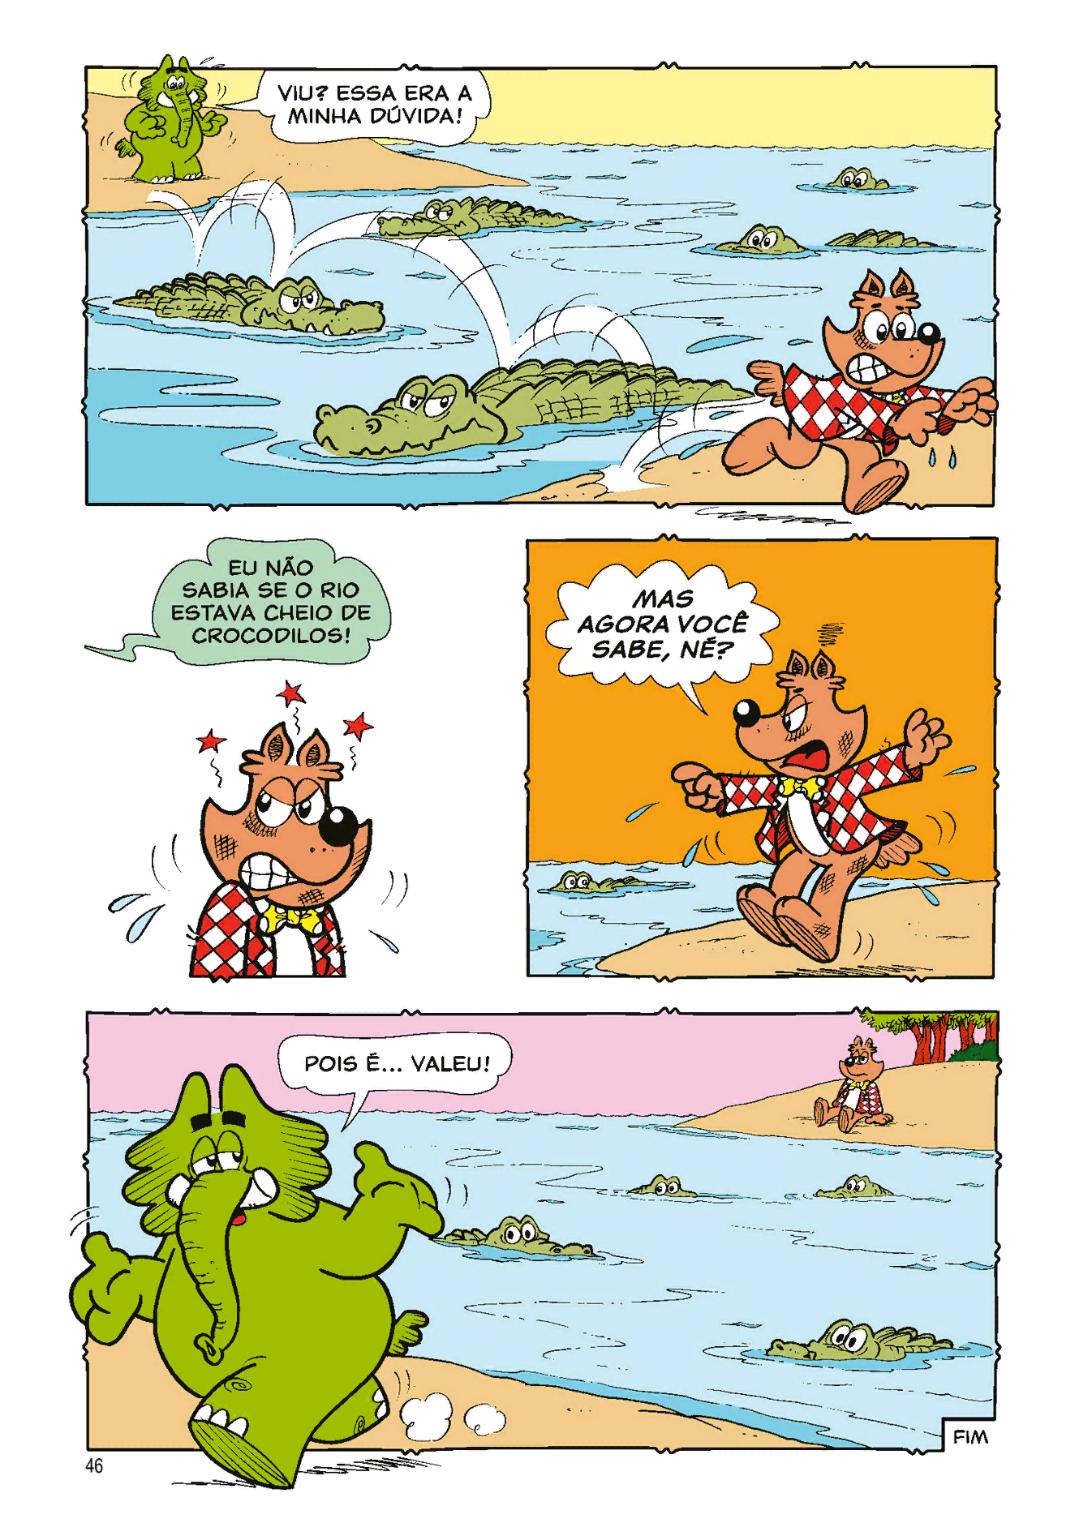 VIU? ESSA ERA A
MINHA DÚVIDA!
EU NÃO
SABIA SE O RIO
ESTAVA CHEIO DE
CROCODILOS!
MAS
AGORA VOCÊ
SABE, NÉ?
POIS É... VALEU!
FIM
46